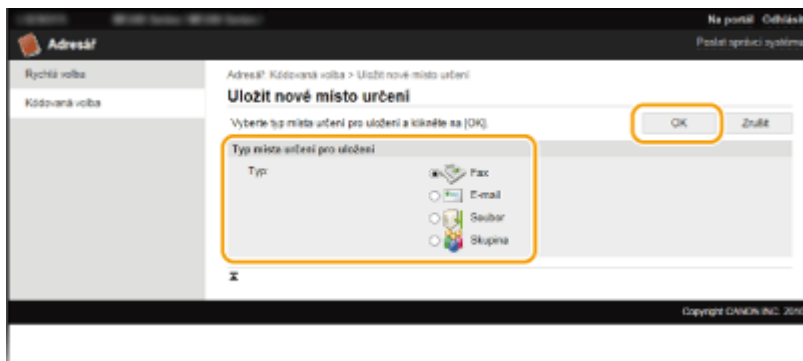 Na portál Odhlásit
Adresář
Poslat zprávu správci systému
Rychlá volba
Kódovaná volba
Adresář: Kódovaná volba > Uložit nové místo určení
Uložit nové místo určení
Vyberte typ místa určení pro uložení a klikněte na [OK].
OK
Zrušit
Typ místa určení pro uložení
Typ:
Fax
E-mail
Soubor
Skupina
Copyright CANON INC. 2010